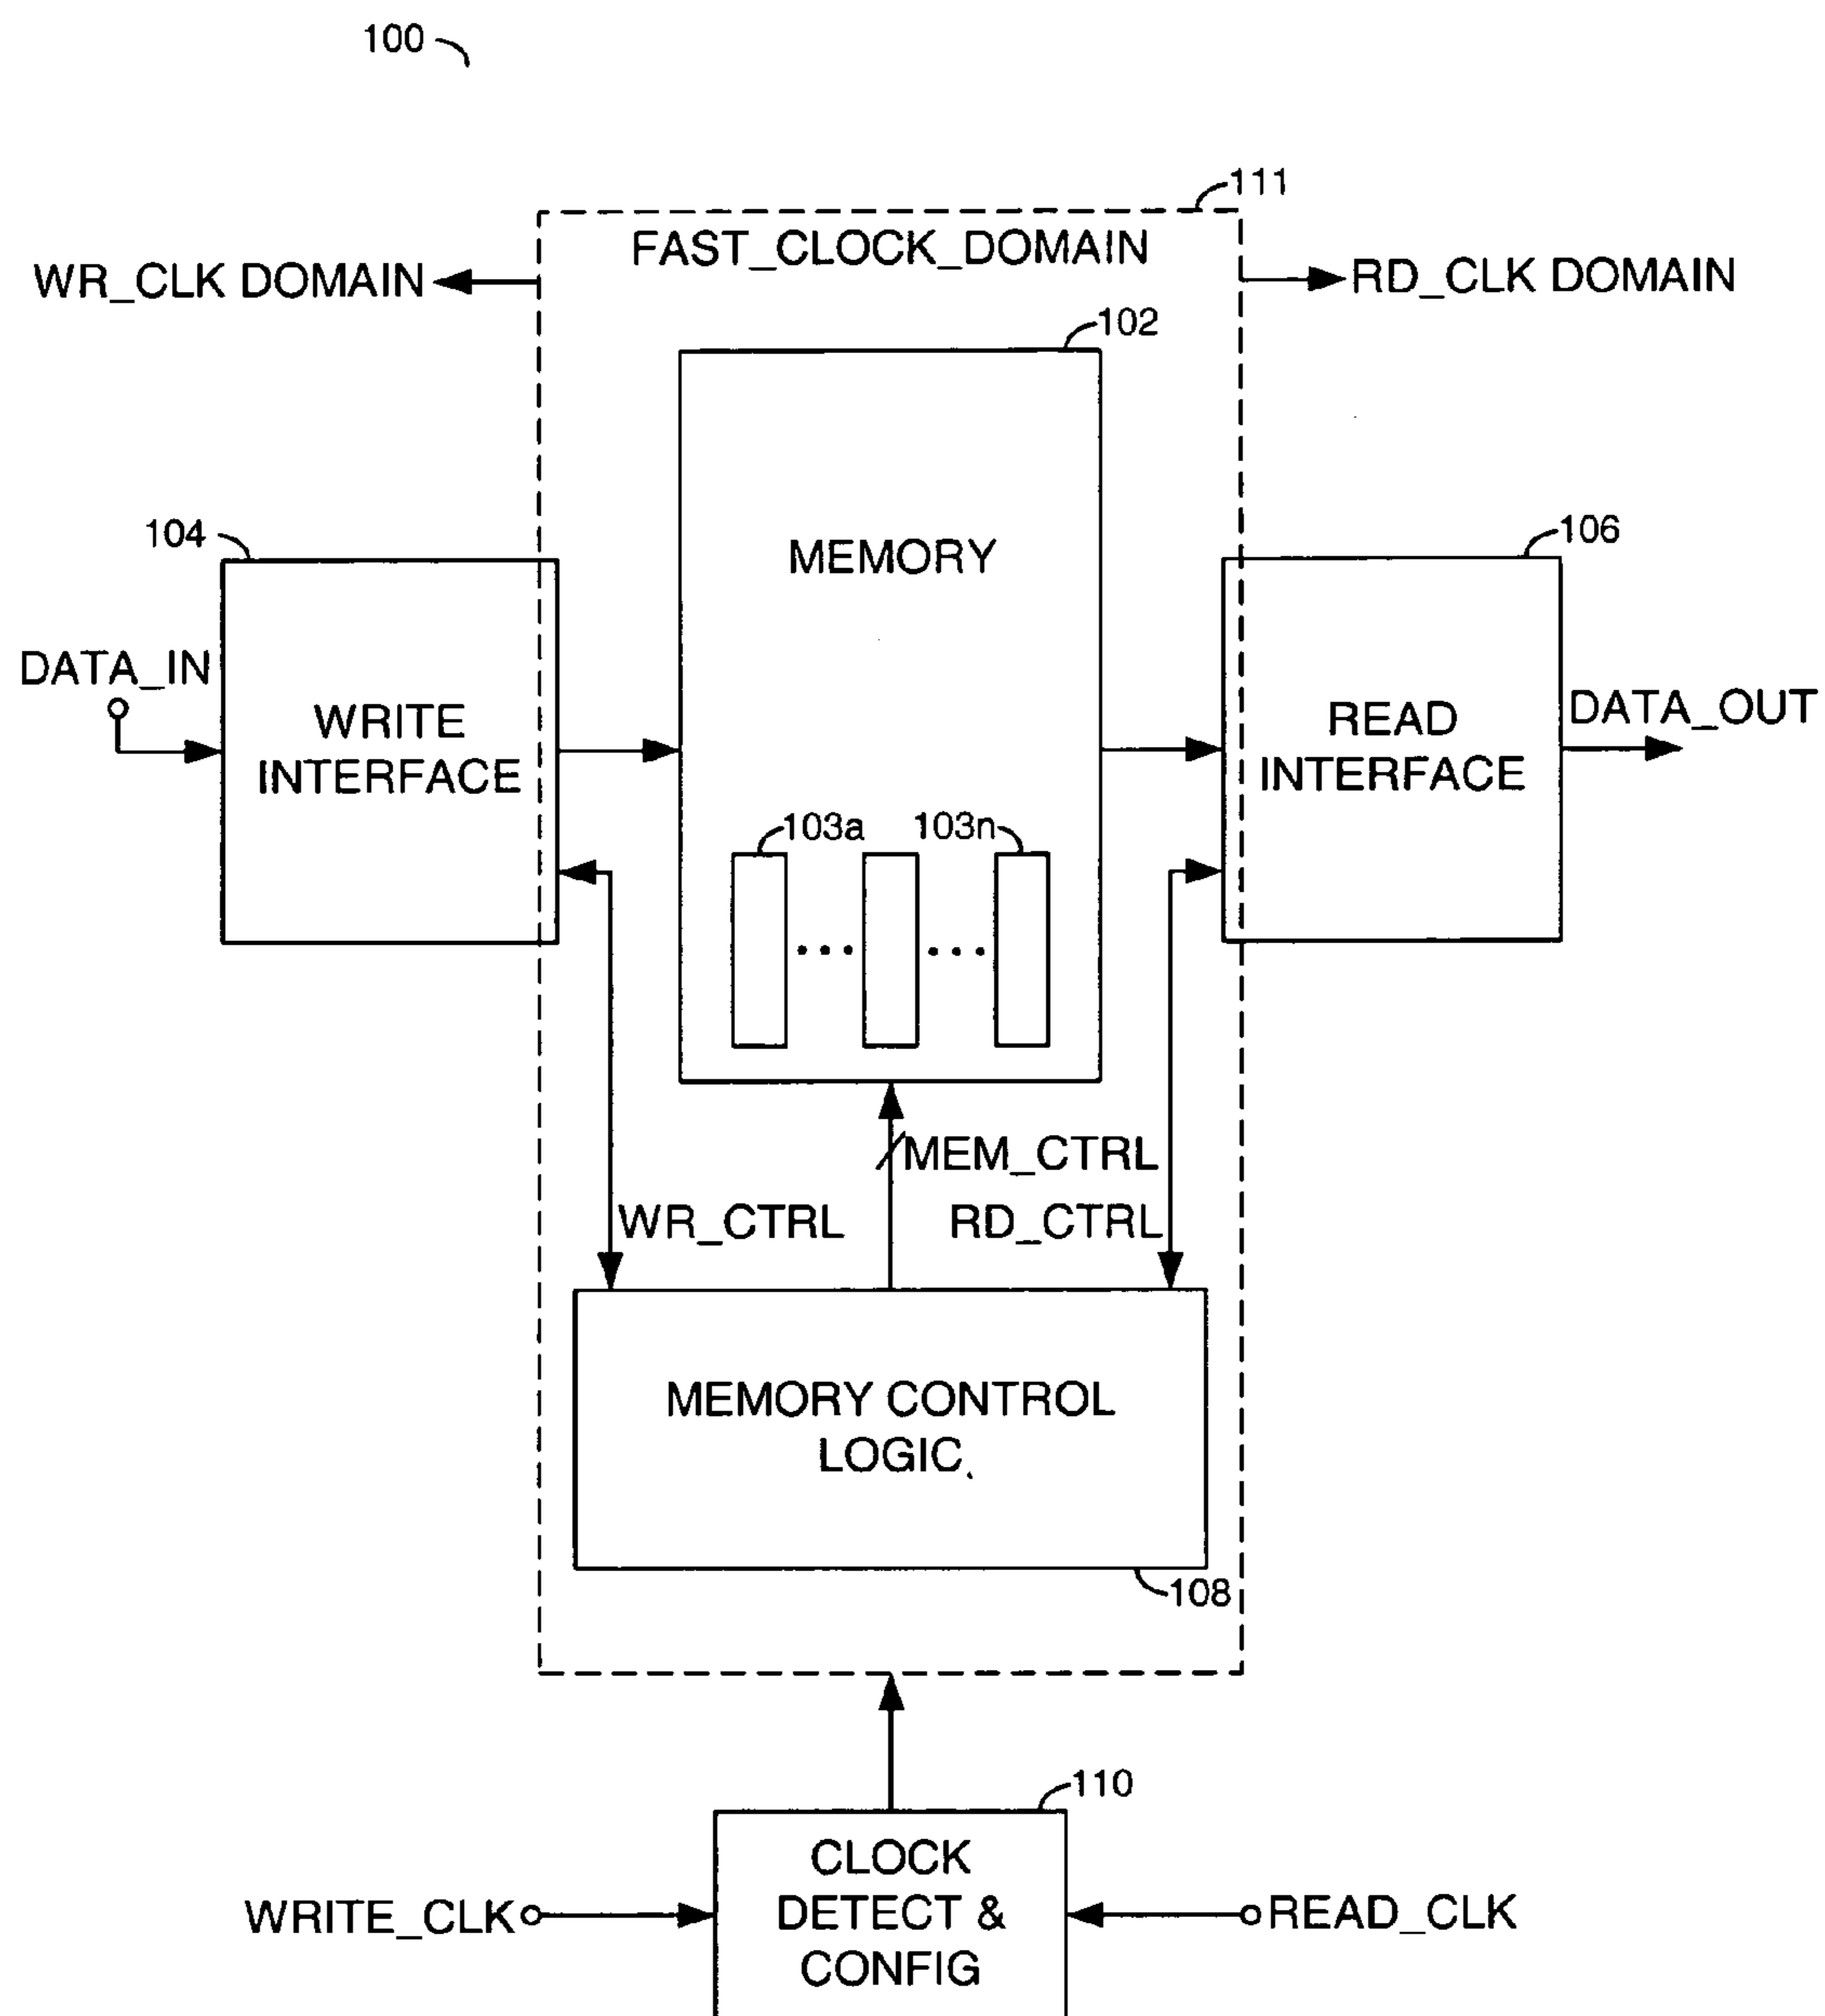 100
111
FAST_CLOCK_DOMAIN
WR_CLK DOMAIN
RD_CLK DOMAIN
102
MEMORY
104
106
DATA_IN
WRITE
INTERFACE
READ
INTERFACE
DATA_OUT
103a
103n
MEM_CTRL
WR_CTRL
RD_CTRL
MEMORY CONTROL
LOGIC
108
110
CLOCK
DETECT &
CONFIG
WRITE_CLK
READ_CLK